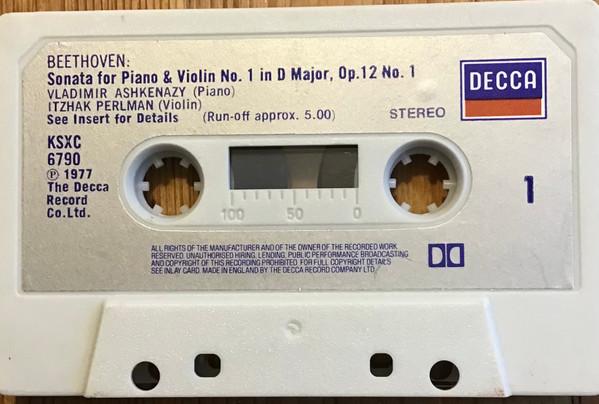 BEETHOVEN:
Sonata for Piano & Violin No. 1 in D Major, Op.12 No. 1
VLADIMIR ASHKENAZY (Piano)
ITZHAK PERLMAN (Violin)
See Insert for Details (Run-off approx. 5.00)
STEREO
DECCA
KSXC
6790
Ⓟ 1977
The Decca
Record
Co.Ltd.
100 50 0
1
ALL RIGHTS OF THE MANUFACTURER AND OF THE OWNER OF THE RECORDED WORK
RESERVED. UNAUTHORISED HIRING, LENDING, PUBLIC PERFORMANCE BROADCASTING
AND COPYRIGHT OF THIS RECORDING PROHIBITED. FOR FULL COPYRIGHT DETAILS
SEE INLAY CARD. MADE IN ENGLAND BY THE DECCA RECORD COMPANY LTD